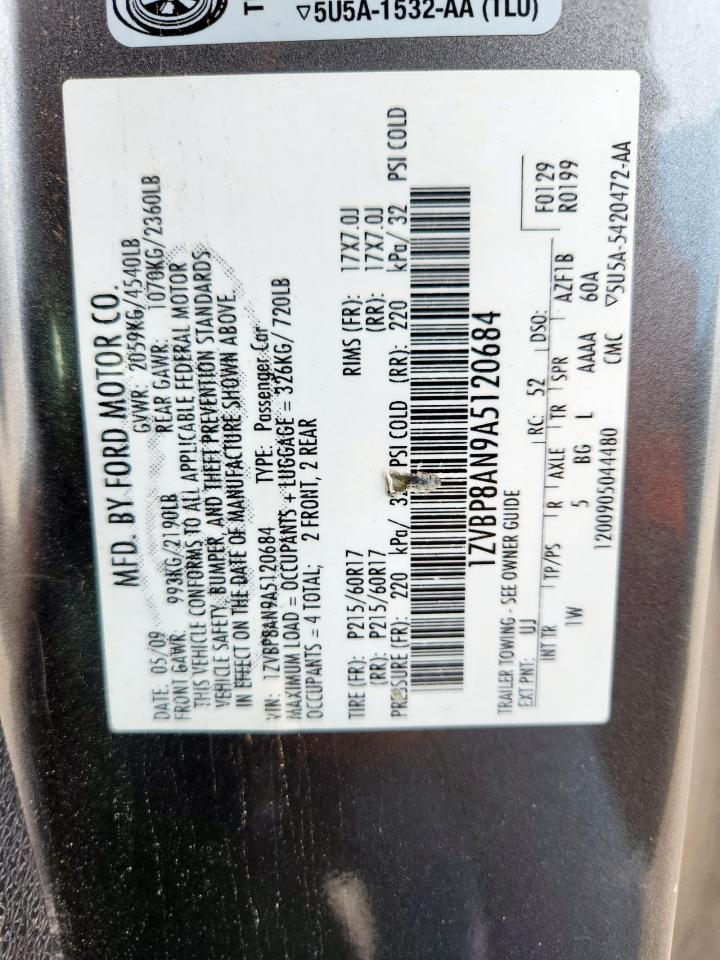 ▽5U5A-1532-AA (TLU)
MFD. BY FORD MOTOR CO.
DATE: 05/09 GVWR: 2059KG/4540LB
FRONT GAWR: 993KG/2190LB REAR GAWR: 1070KG/2360LB
THIS VEHICLE CONFORMS TO ALL APPLICABLE FEDERAL MOTOR
VEHICLE SAFETY, BUMPER, AND THEFT PREVENTION STANDARDS
IN EFFECT ON THE DATE OF MANUFACTURE SHOWN ABOVE.
VIN: 1ZVBP8AN9A5120684 TYPE: Passenger Car
MAXIMUM LOAD = OCCUPANTS + LUGGAGE = 326KG/ 720LB
OCCUPANTS = 4 TOTAL; 2 FRONT, 2 REAR
TIRE (FR): P215/60R17 RIMS (FR): 17X7.0J
(RR): P215/60R17 (RR): 17X7.0J
PRESSURE (FR): 220 kPa/ 32 PSI COLD (RR): 220 kPa/ 32 PSI COLD
1ZVBP8AN9A5120684
TRAILER TOWING - SEE OWNER GUIDE
EXT PNT: UJ RC: 52 DSO: F0129
R0199
INT TR TP/PS R AXLE TR SPR AZF1B
1W 5 BG L AAAA 60A
1200905044480 CMC ▽5U5A-5420472-AA